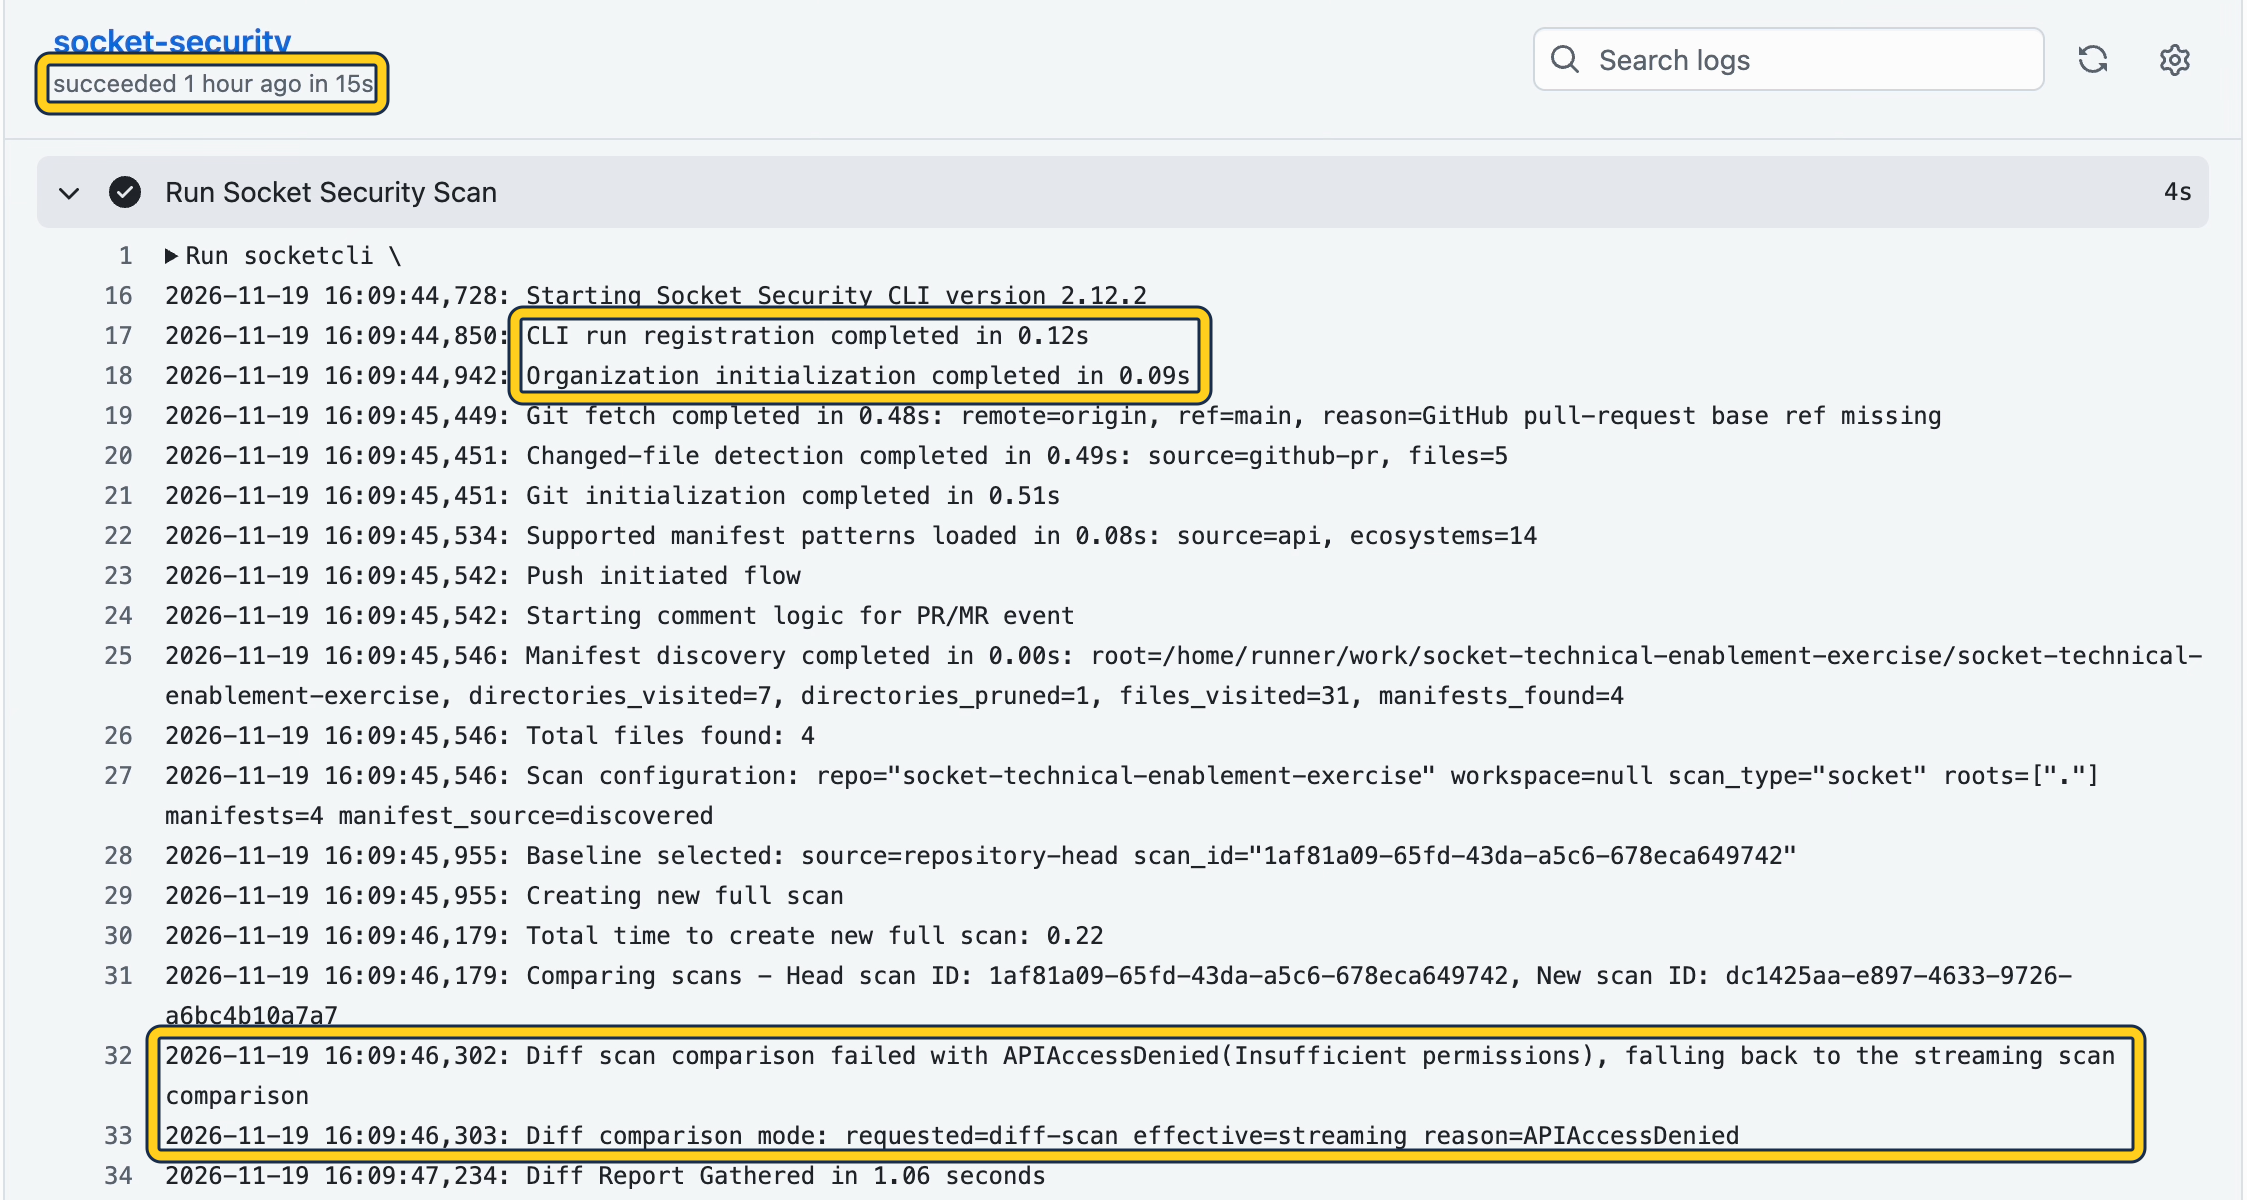 socket-security
succeeded 1 hour ago in 15s
Search logs
Run Socket Security Scan
4s
1 Run socketcli \
16 2026-11-19 16:09:44,728: Starting Socket Security CLI version 2.12.2
17 2026-11-19 16:09:44,850: CLI run registration completed in 0.12s
18 2026-11-19 16:09:44,942: Organization initialization completed in 0.09s
19 2026-11-19 16:09:45,449: Git fetch completed in 0.48s: remote=origin, ref=main, reason=GitHub pull-request base ref missing
20 2026-11-19 16:09:45,451: Changed-file detection completed in 0.49s: source=github-pr, files=5
21 2026-11-19 16:09:45,451: Git initialization completed in 0.51s
22 2026-11-19 16:09:45,534: Supported manifest patterns loaded in 0.08s: source=api, ecosystems=14
23 2026-11-19 16:09:45,542: Push initiated flow
24 2026-11-19 16:09:45,542: Starting comment logic for PR/MR event
25 2026-11-19 16:09:45,546: Manifest discovery completed in 0.00s: root=/home/runner/work/socket-technical-enablement-exercise/socket-technical-
enablement-exercise, directories_visited=7, directories_pruned=1, files_visited=31, manifests_found=4
26 2026-11-19 16:09:45,546: Total files found: 4
27 2026-11-19 16:09:45,546: Scan configuration: repo="socket-technical-enablement-exercise" workspace=null scan_type="socket" roots=["."]
manifests=4 manifest_source=discovered
28 2026-11-19 16:09:45,955: Baseline selected: source=repository-head scan_id="1af81a09-65fd-43da-a5c6-678eca649742"
29 2026-11-19 16:09:45,955: Creating new full scan
30 2026-11-19 16:09:46,179: Total time to create new full scan: 0.22
31 2026-11-19 16:09:46,179: Comparing scans - Head scan ID: 1af81a09-65fd-43da-a5c6-678eca649742, New scan ID: dc1425aa-e897-4633-9726-
a6bc4b10a7a7
32 2026-11-19 16:09:46,302: Diff scan comparison failed with APIAccessDenied(Insufficient permissions), falling back to the streaming scan
comparison
33 2026-11-19 16:09:46,303: Diff comparison mode: requested=diff-scan effective=streaming reason=APIAccessDenied
34 2026-11-19 16:09:47,234: Diff Report Gathered in 1.06 seconds